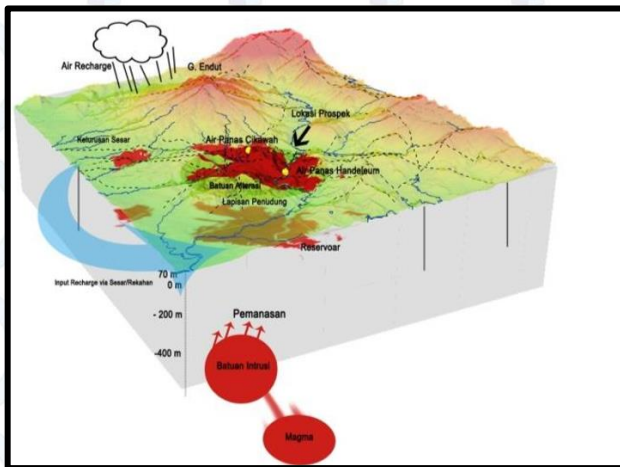 Air Recharge
G. Endut
Lokasi Prospek
Kelurusan Sesar
Air Panas Cikawah
Air Panas Handeleum
Batuan Alterasi
Lapisan Penudung
Reservoar
70 m
Input Recharge via Sesar/Rekahan
0 m
- 200 m
Pemanasan
-400 m
Batuan Intrusi
Magma